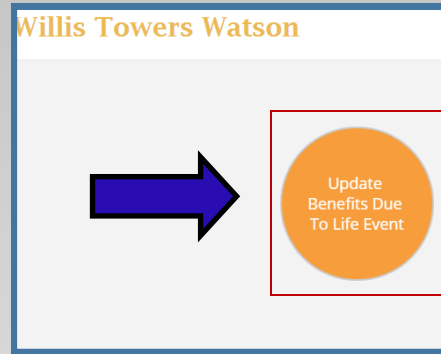 Willis Towers Watson
Update
Benefits Due
To Life Event